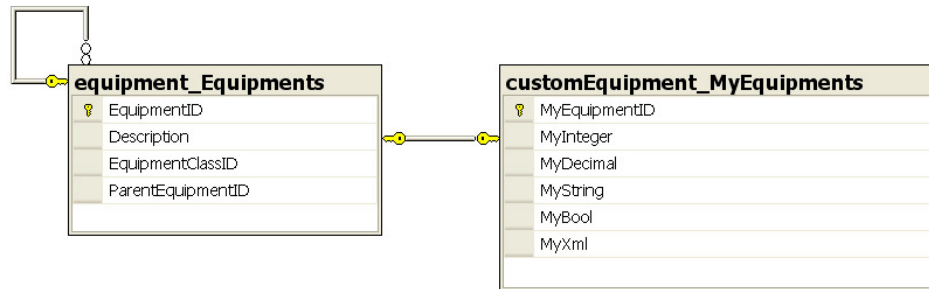 equipment_Equipments
EquipmentID
Description
EquipmentClassID
ParentEquipmentID
customEquipment_MyEquipments
MyEquipmentID
MyInteger
MyDecimal
MyString
MyBool
MyXml